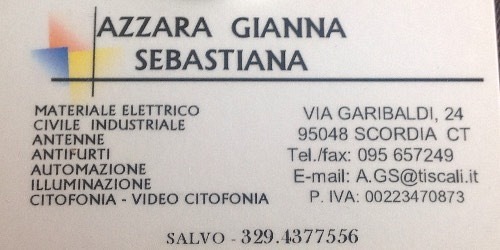 AZZARA GIANNA
SEBASTIANA
MATERIALE ELETTRICO
CIVILE INDUSTRIALE
ANTENNE
ANTIFURTI
AUTOMAZIONE
ILLUMINAZIONE
CITOFONIA - VIDEO CITOFONIA
VIA GARIBALDI, 24
95048 SCORDIA CT
Tel./fax: 095 657249
E-mail: A.GS@tiscali.it
P. IVA: 00223470873
SALVO - 329.4377556